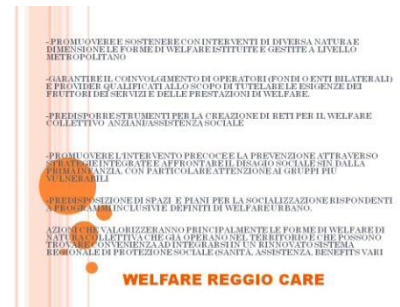 -PROMUOVERE E SOSTENERE CON INTERVENTI DI DIVERSA NATURA E
DIMENSIONE LE FORME DI WELFARE ISTITUITE E GESTITE A LIVELLO
METROPOLITANO
-GARANTIRE IL COINVOLGIMENTO DI OPERATORI (FONDI O ENTI BILATERALI)
E PROVIDER QUALIFICATI ALLO SCOPO DI TUTELARE LE ESIGENZE DEI
FRUITORI DEI SERVIZI E DELLE PRESTAZIONI DI WELFARE.
-PREDISPORRE STRUMENTI PER LA CREAZIONE DI RETI PER IL WELFARE
COLLETTIVO ANZIANI/ASSISTENZA SOCIALE
-PROMUOVERE L'INTERVENTO PRECOCE E LA PREVENZIONE ATTRAVERSO
STRATEGIE INTEGRATE E AFFRONTARE IL DISAGIO SOCIALE SIN DALLA
PRIMA INFANZIA, CON PARTICOLARE ATTENZIONE AI GRUPPI PIU'
VULNERABILI
-PREDISPOSIZIONE DI SPAZI E PIANI PER LA SOCIALIZZAZIONE RISPONDENTI
A PROGRAMMI INCLUSIVI E DEFINITI DI WELFARE URBANO.
AZIONI CHE VALORIZZERANNO PRINCIPALMENTE LE FORME DI WELFARE DI
NATURA COLLETTIVA CHE GIA OPERANO NEL TERRITORIO E CHE POSSONO
TROVARE CONVENIENZA AD INTEGRARSI IN UN RINNOVATO SISTEMA
REGIONALE DI PROTEZIONE SOCIALE (SANITÀ, ASSISTENZA, BENEFITS VARI
WELFARE REGGIO CARE